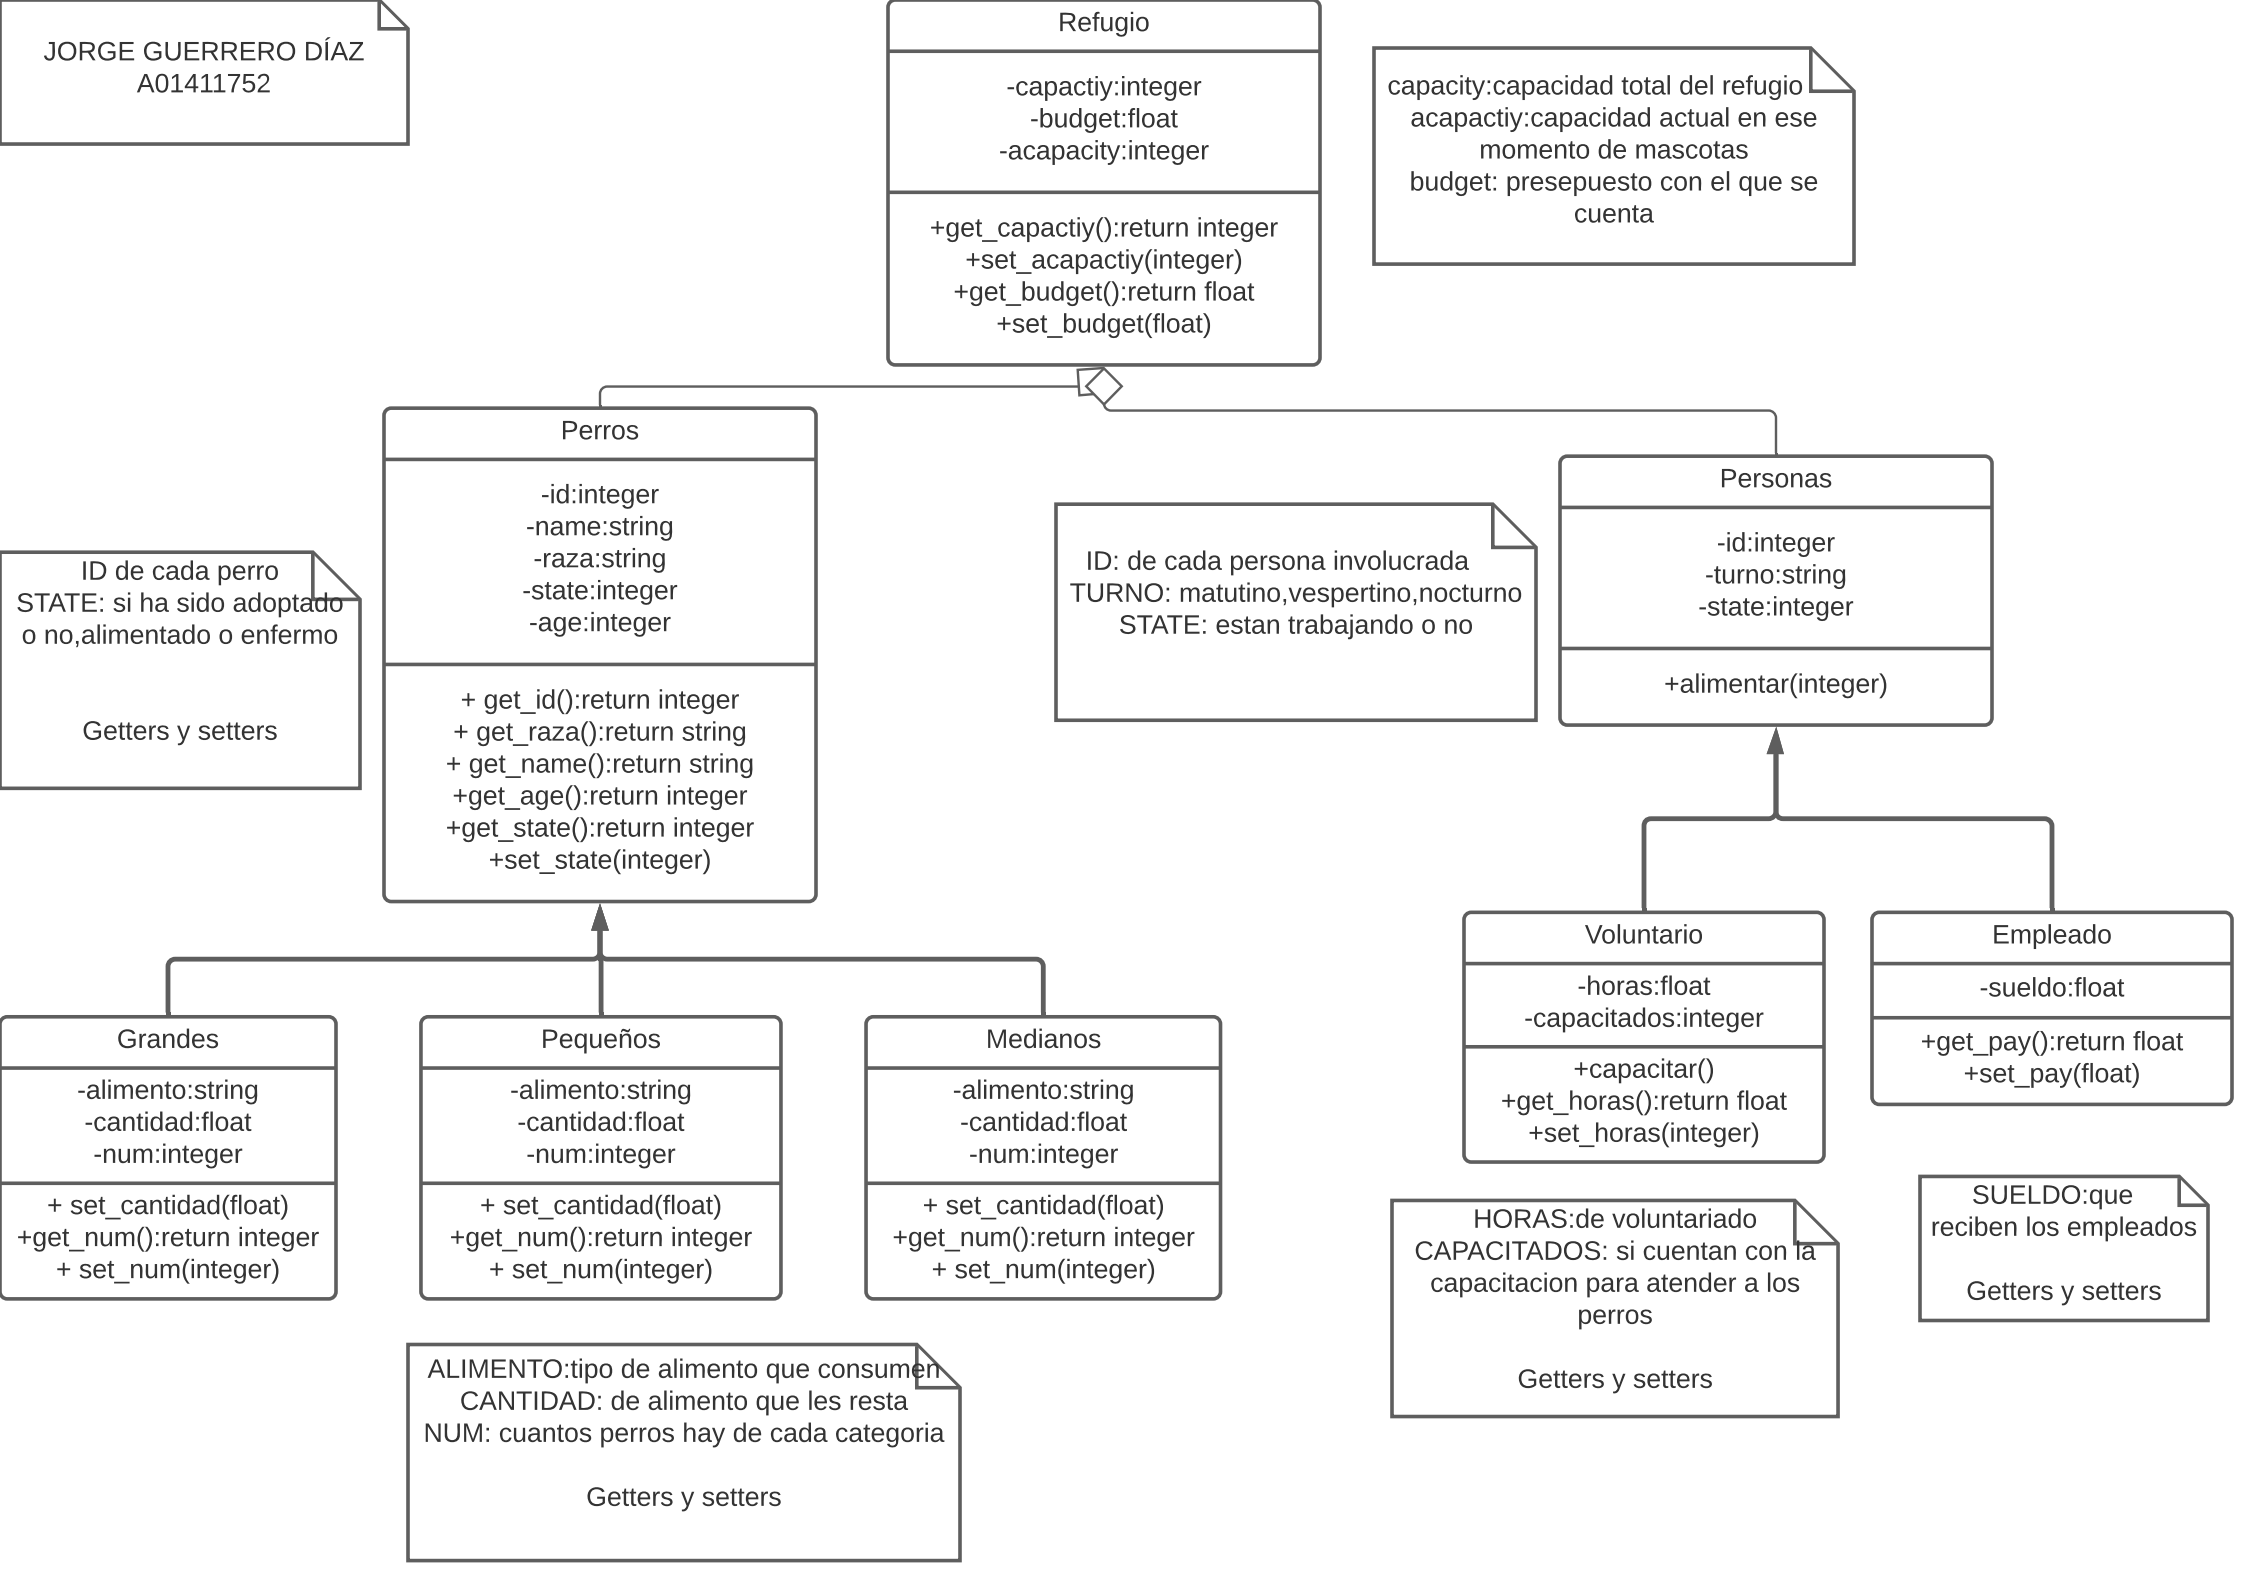 JORGE GUERRERO DÍAZ
A01411752
Refugio
-capactiy:integer
-budget:float
-acapacity:integer
+get_capactiy():return integer
+set_acapactiy(integer)
+get_budget():return float
+set_budget(float)
capacity:capacidad total del refugio
acapactiy:capacidad actual en ese
momento de mascotas
budget: presepuesto con el que se
cuenta
Perros
-id:integer
-name:string
-raza:string
-state:integer
-age:integer
+ get_id():return integer
+ get_raza():return string
+ get_name():return string
+get_age():return integer
+get_state():return integer
+set_state(integer)
ID de cada perro
STATE: si ha sido adoptado
o no,alimentado o enfermo
Getters y setters
ID: de cada persona involucrada
TURNO: matutino,vespertino,nocturno
STATE: estan trabajando o no
Personas
-id:integer
-turno:string
-state:integer
+alimentar(integer)
Grandes
-alimento:string
-cantidad:float
-num:integer
+ set_cantidad(float)
+get_num():return integer
+ set_num(integer)
Pequeños
-alimento:string
-cantidad:float
-num:integer
+ set_cantidad(float)
+get_num():return integer
+ set_num(integer)
Medianos
-alimento:string
-cantidad:float
-num:integer
+ set_cantidad(float)
+get_num():return integer
+ set_num(integer)
Voluntario
-horas:float
-capacitados:integer
+capacitar()
+get_horas():return float
+set_horas(integer)
Empleado
-sueldo:float
+get_pay():return float
+set_pay(float)
ALIMENTO:tipo de alimento que consumen
CANTIDAD: de alimento que les resta
NUM: cuantos perros hay de cada categoria
Getters y setters
HORAS:de voluntariado
CAPACITADOS: si cuentan con la
capacitacion para atender a los
perros
Getters y setters
SUELDO:que
reciben los empleados
Getters y setters